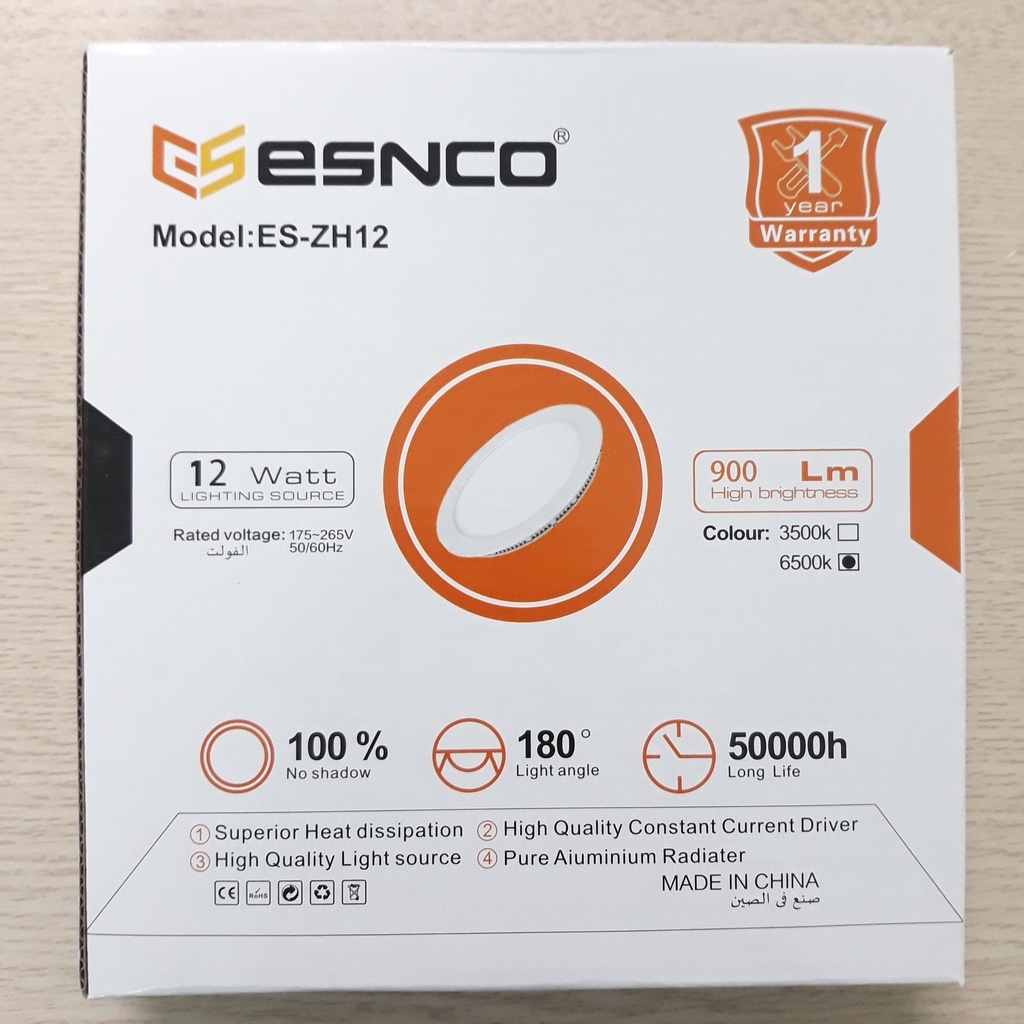 ES ESNCO®
Model:ES-ZH12
1
year
Warranty
12 Watt
LIGHTING SOURCE
Rated voltage: 175~265V
الفولت 50/60Hz
900 Lm
High brightness
Colour: 3500k
6500k
100 %
No shadow
180°
Light angle
50000h
Long Life
① Superior Heat dissipation ② High Quality Constant Current Driver
③ High Quality Light source ④ Pure Aiuminium Radiater
CE RoHS
MADE IN CHINA
صنع فى الصين